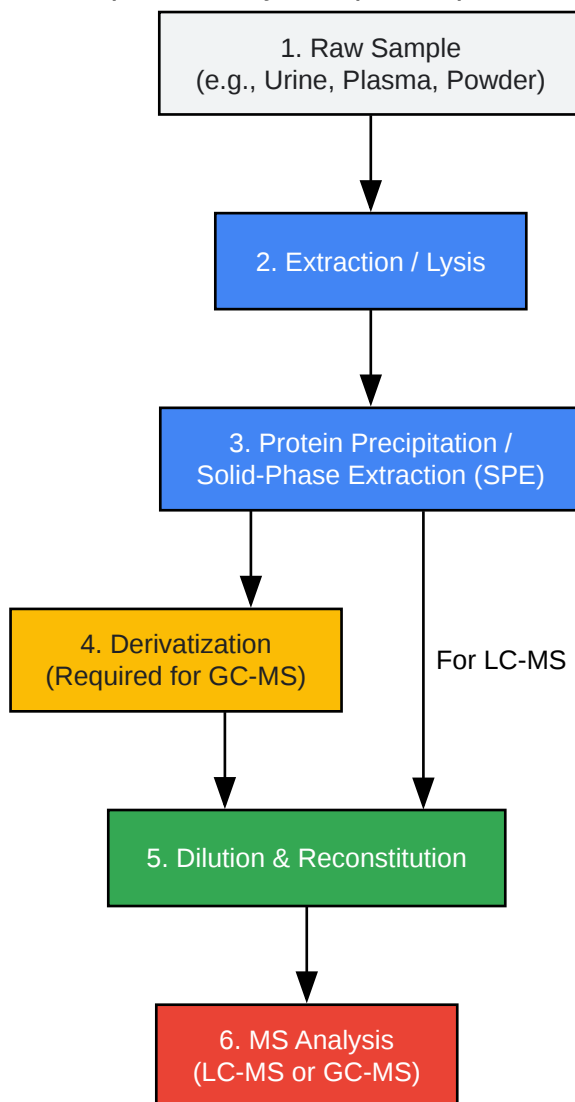 1. Raw Sample
(e.g., Urine, Plasma, Powder)
2. Extraction / Lysis
3. Protein Precipitation /
Solid-Phase Extraction (SPE)
4. Derivatization
(Required for GC-MS)
For LC-MS
5. Dilution & Reconstitution
6. MS Analysis
(LC-MS or GC-MS)